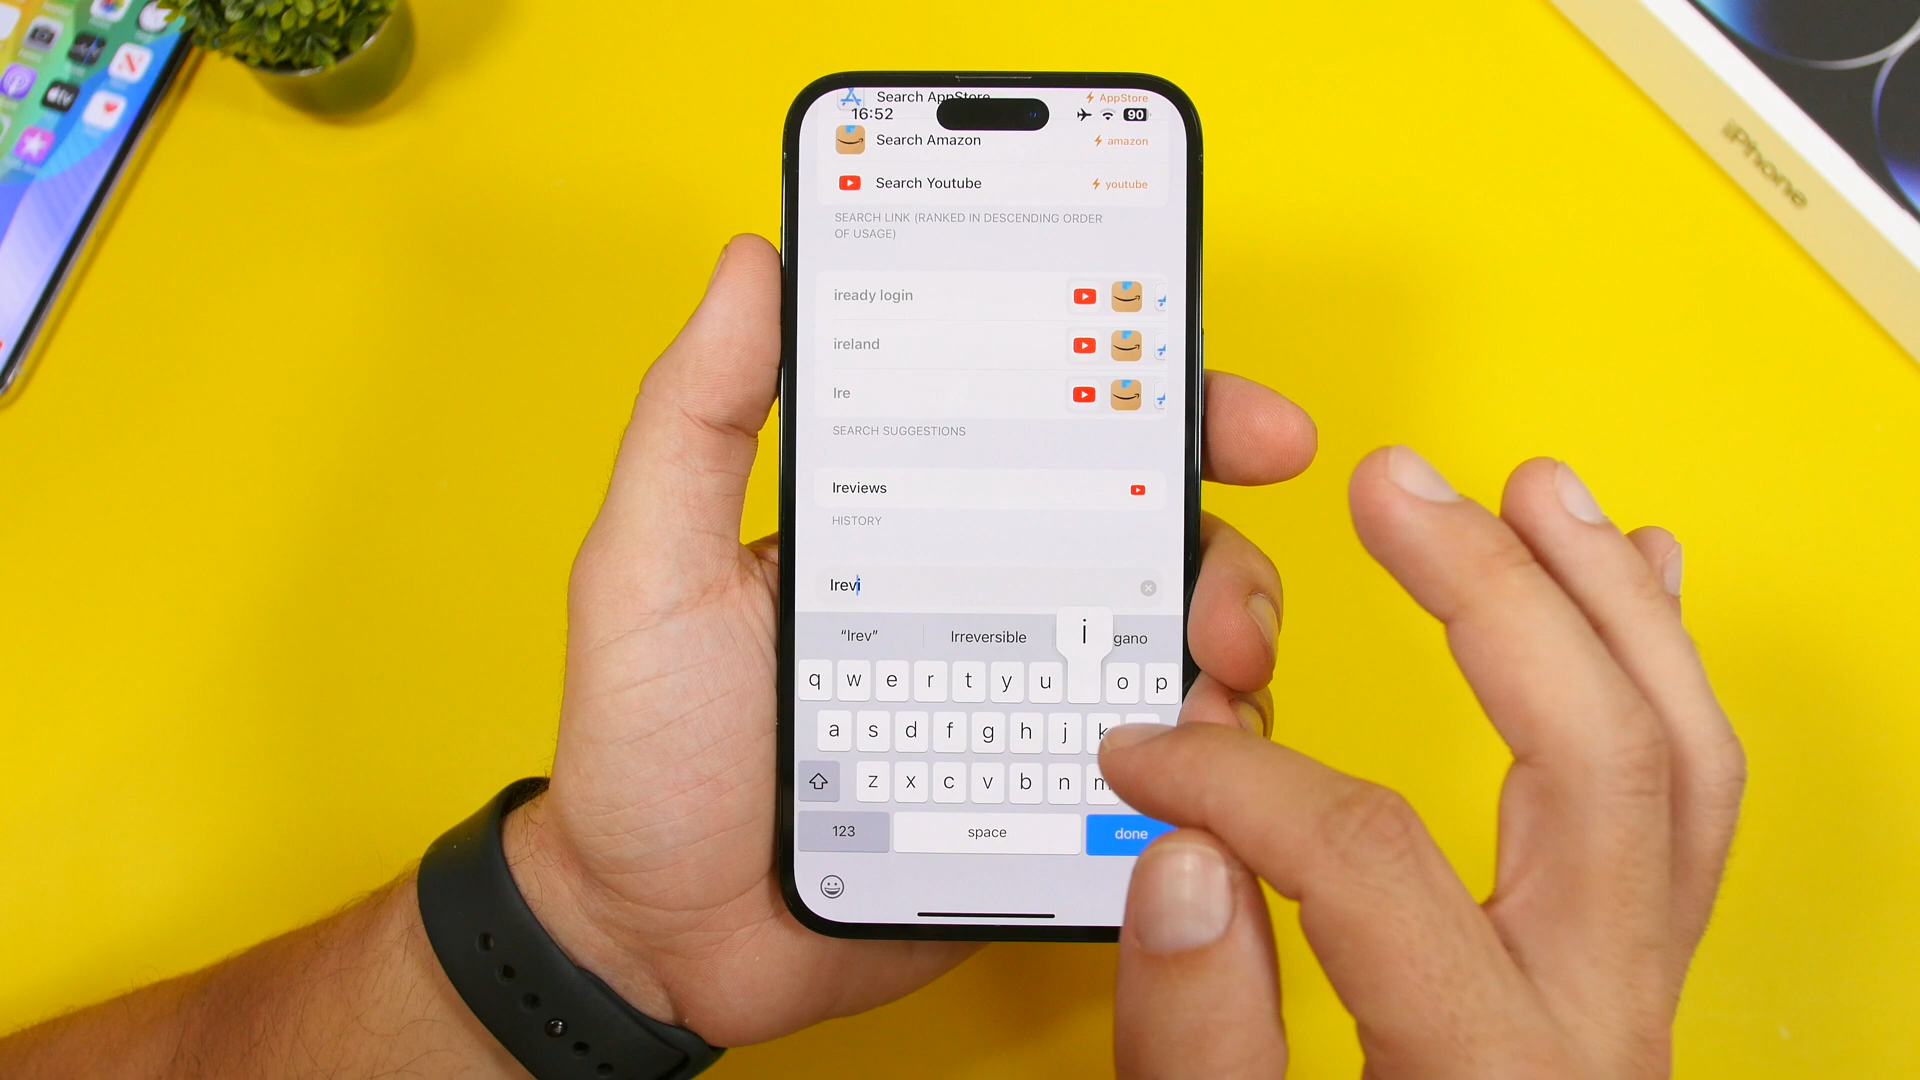 Search AppStore
AppStore
16:52
90
Search Amazon
amazon
Search Youtube
youtube
SEARCH LINK (RANKED IN DESCENDING ORDER
OF USAGE)
iready login
ireland
Ire
SEARCH SUGGESTIONS
Ireviews
HISTORY
Irevi
“Irev”
Irreversible
gano
i
q w e r t y u o p
a s d f g h j k
z x c v b n m
123
space
done
iPhone